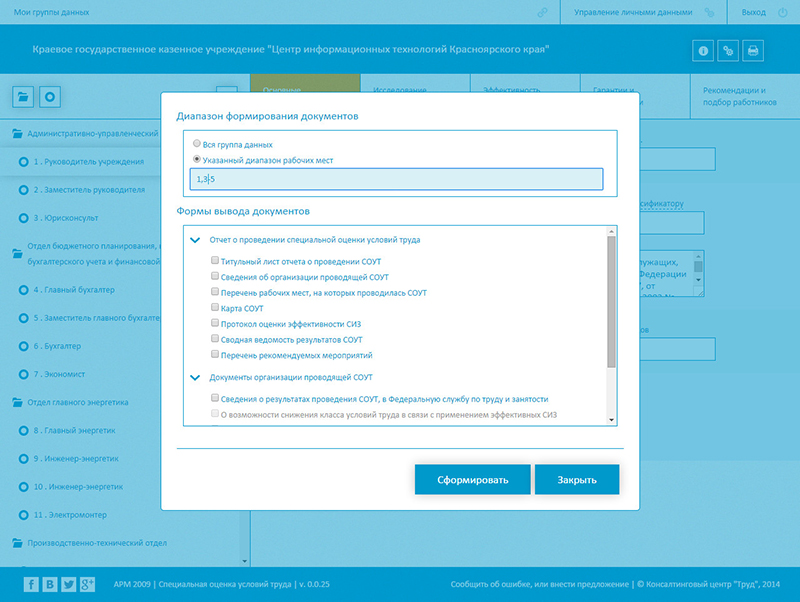 Мои группы данных
Управление личными данными
Выход
Краевое государственное казенное учреждение "Центр информационных технологий Красноярского края"
Основные
Исследование
Эффективность
Гарантии и
Рекомендации и
подбор работников
Административно-управленческий
1 . Руководитель учреждения
2 . Заместитель руководителя
3 . Юрисконсульт
Отдел бюджетного планирования,
бухгалтерского учета и финансовой
4 . Главный бухгалтер
5 . Заместитель главного бухгалте
6 . Бухгалтер
7 . Экономист
Отдел главного энергетика
8 . Главный энергетик
9 . Инженер-энергетик
10 . Инженер-энергетик
11 . Электромонтер
Производственно-технический отдел
Диапазон формирования документов
Вся группа данных
Указанный диапазон рабочих мест
1,3-5
Формы вывода документов
Отчет о проведении специальной оценки условий труда
Титульный лист отчета о проведении СОУТ
Сведения об организации проводящей СОУТ
Перечень рабочих мест, на которых проводилась СОУТ
Карта СОУТ
Протокол оценки эффективности СИЗ
Сводная ведомость результатов СОУТ
Перечень рекомендуемых мероприятий
Документы организации проводящей СОУТ
Сведения о результатах проведения СОУТ, в Федеральную службу по труду и занятости
О возможности снижения класса условий труда в связи с применением эффективных СИЗ
Сформировать
Закрыть
сификатору
лужащих,
Федерации
", от
ов
f B g+
АРМ 2009 | Специальная оценка условий труда | v. 0.0.25
Сообщить об ошибке, или внести предложение | © Консалтинговый центр "Труд", 2014